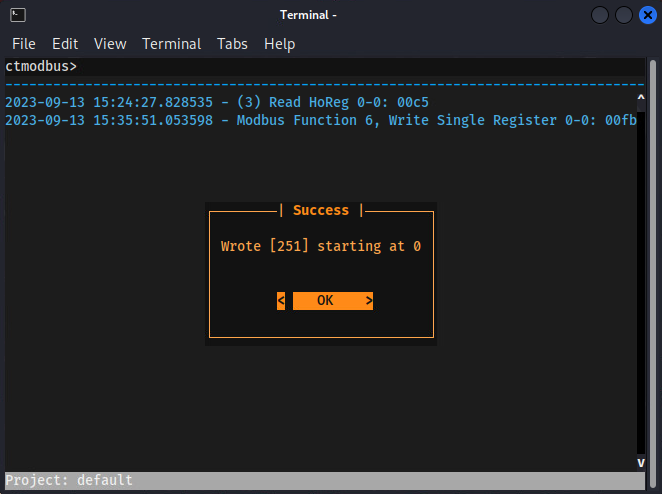 Terminal -
File Edit View Terminal Tabs Help
ctmodbus>
--------------------------------------------------------------------------------
2023-09-13 15:24:27.828535 - (3) Read HoReg 0-0: 00c5
2023-09-13 15:35:51.053598 - Modbus Function 6, Write Single Register 0-0: 00fb
| Success |
Wrote [251] starting at 0
< OK >
Project: default